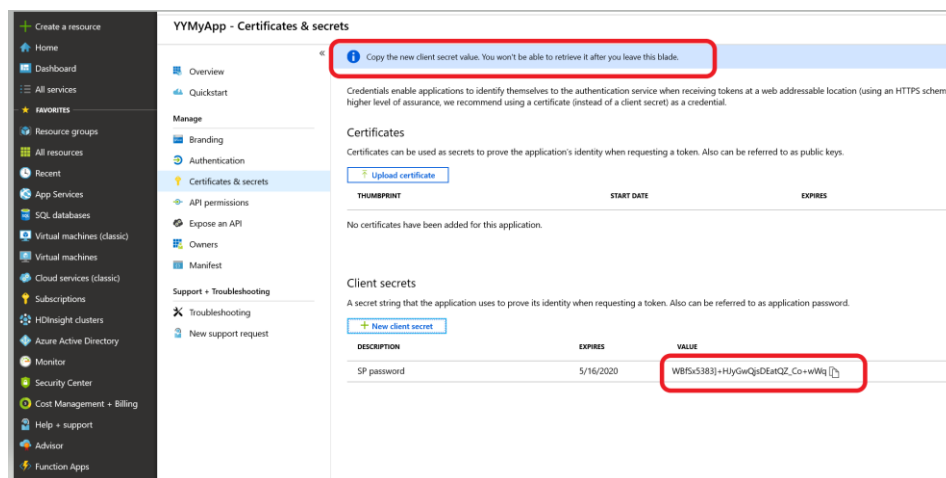 Create a resource
Home
Dashboard
All services
FAVORITES
Resource groups
All resources
Recent
App Services
SQL databases
Virtual machines (classic)
Virtual machines
Cloud services (classic)
Subscriptions
HDInsight clusters
Azure Active Directory
Monitor
Security Center
Cost Management + Billing
Help + support
Advisor
Function Apps
YYMyApp - Certificates & secrets
«
Overview
Quickstart
Manage
Branding
Authentication
Certificates & secrets
API permissions
Expose an API
Owners
Manifest
Support + Troubleshooting
Troubleshooting
New support request
Copy the new client secret value. You won't be able to retrieve it after you leave this blade.
Credentials enable applications to identify themselves to the authentication service when receiving tokens at a web addressable location (using an HTTPS schem
higher level of assurance, we recommend using a certificate (instead of a client secret) as a credential.
Certificates
Certificates can be used as secrets to prove the application's identity when requesting a token. Also can be referred to as public keys.
Upload certificate
THUMBPRINT START DATE EXPIRES
No certificates have been added for this application.
Client secrets
A secret string that the application uses to prove its identity when requesting a token. Also can be referred to as application password.
New client secret
DESCRIPTION EXPIRES VALUE
SP password 5/16/2020 WBfSx5383]+HJyGwQjsDEatQZ_Co+wWq